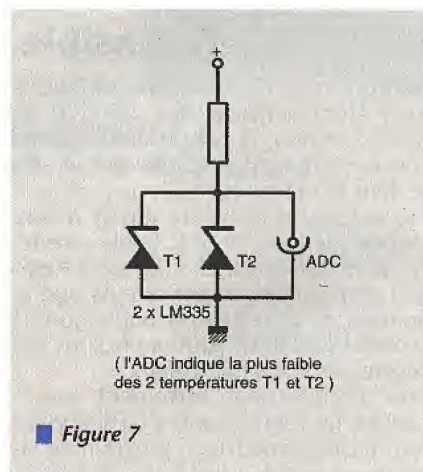 +
T1
T2
ADC
2 x LM335
( l'ADC indique la plus faible
des 2 températures T1 et T2 )
Figure 7